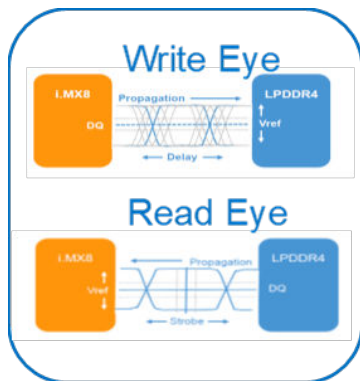 Write Eye
i.MX8
LPDDR4
Propagation
DQ
Vref
Delay
Read Eye
i.MX8
LPDDR4
Propagation
Vref
DQ
Strobe